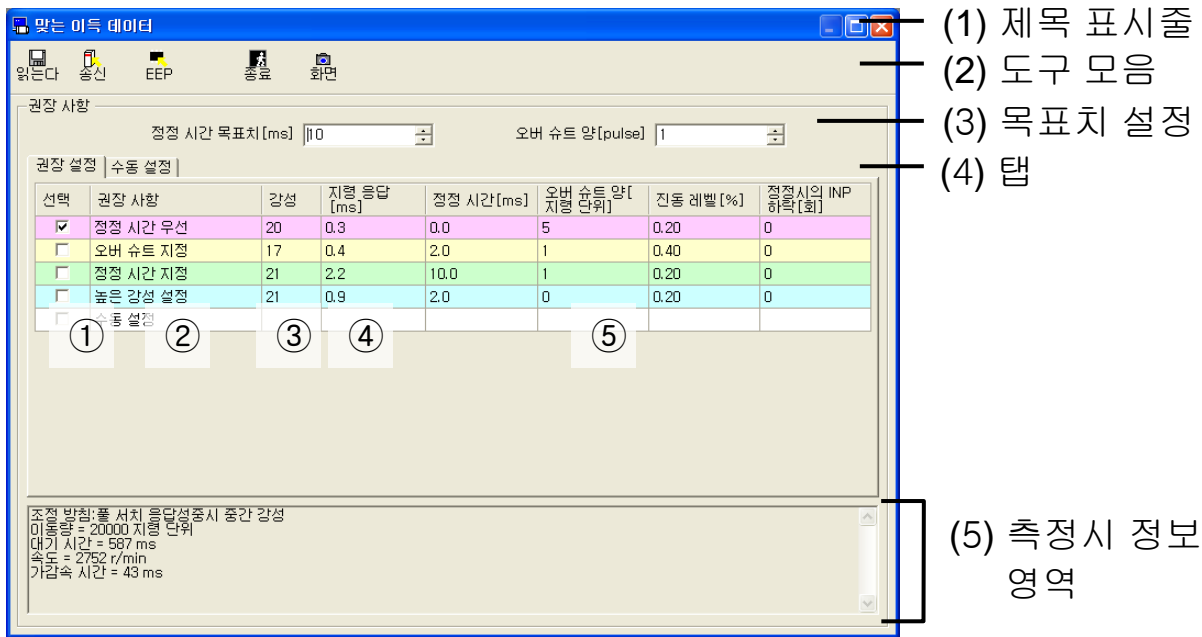 맞는 이득 데이터
(1) 제목 표시줄
읽는다 송신 EEP 종료 화면
(2) 도구 모음
권장 사항
정정 시간 목표치[ms] 10 오버 슈트 양[pulse] 1
(3) 목표치 설정
권장 설정 수동 설정
(4) 탭
선택 권장 사항 강성 지령 응답 [ms] 정정 시간[ms] 오버 슈트 양[ 지령 단위] 진동 레벨[%] 정정시의 INP 하락[회]
정정 시간 우선 20 0.3 0.0 5 0.20 0
오버 슈트 지정 17 0.4 2.0 1 0.40 0
정정 시간 지정 21 2.2 10.0 1 0.20 0
높은 강성 설정 21 0.9 2.0 0 0.20 0
수동 설정
① ② ③ ④ ⑤
조정 방침:풀 서치 응답성중시 중간 강성
이동량 = 20000 지령 단위
대기 시간 = 587 ms
속도 = 2752 r/min
가감속 시간 = 43 ms
(5) 측정시 정보
영역